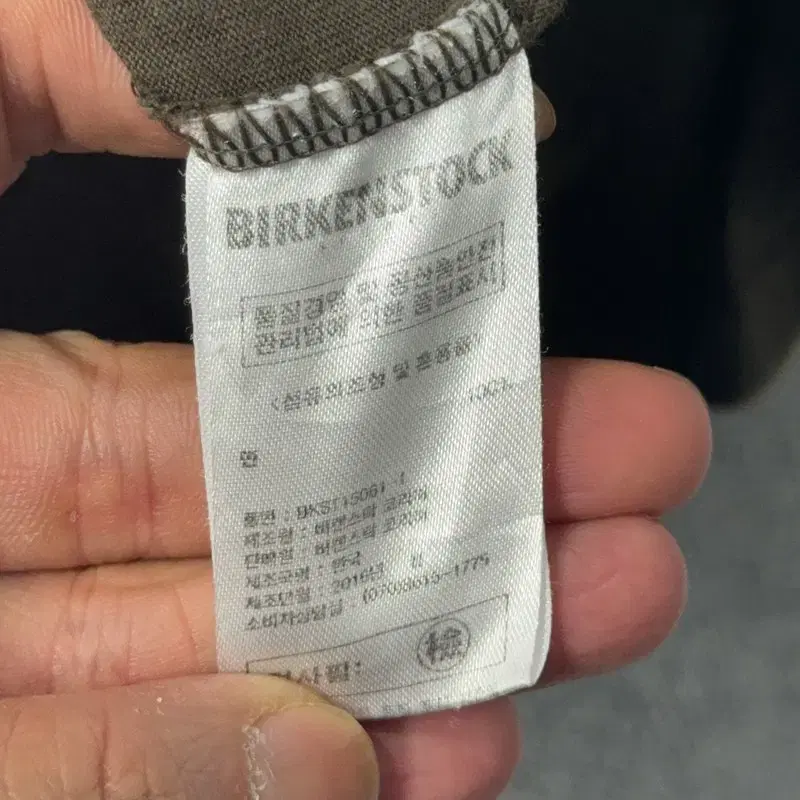 BIRKENSTOCK
품질경영 및 공산품안전
관리법에 의한 품질표시
<섬유의조성 및 혼용율>
면
품번 : BKST15061-1
제조원 : 버켄스탁 코리아
판매원 : 버켄스탁 코리아
제조국명 : 한국
제조년월 : 2016년 월
소비자상담실 : (070)8615-1775
검사필: 檢